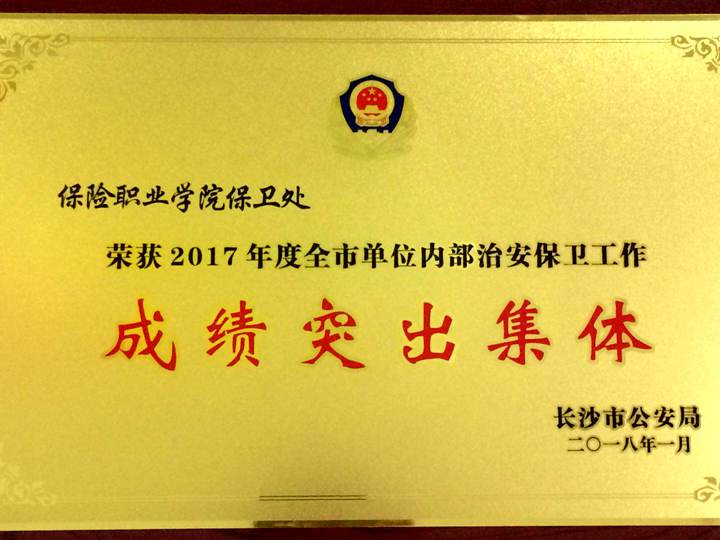 保险职业学院保卫处
荣获2017年度全市单位内部治安保卫工作
成绩突出集体
长沙市公安局
二〇一八年一月